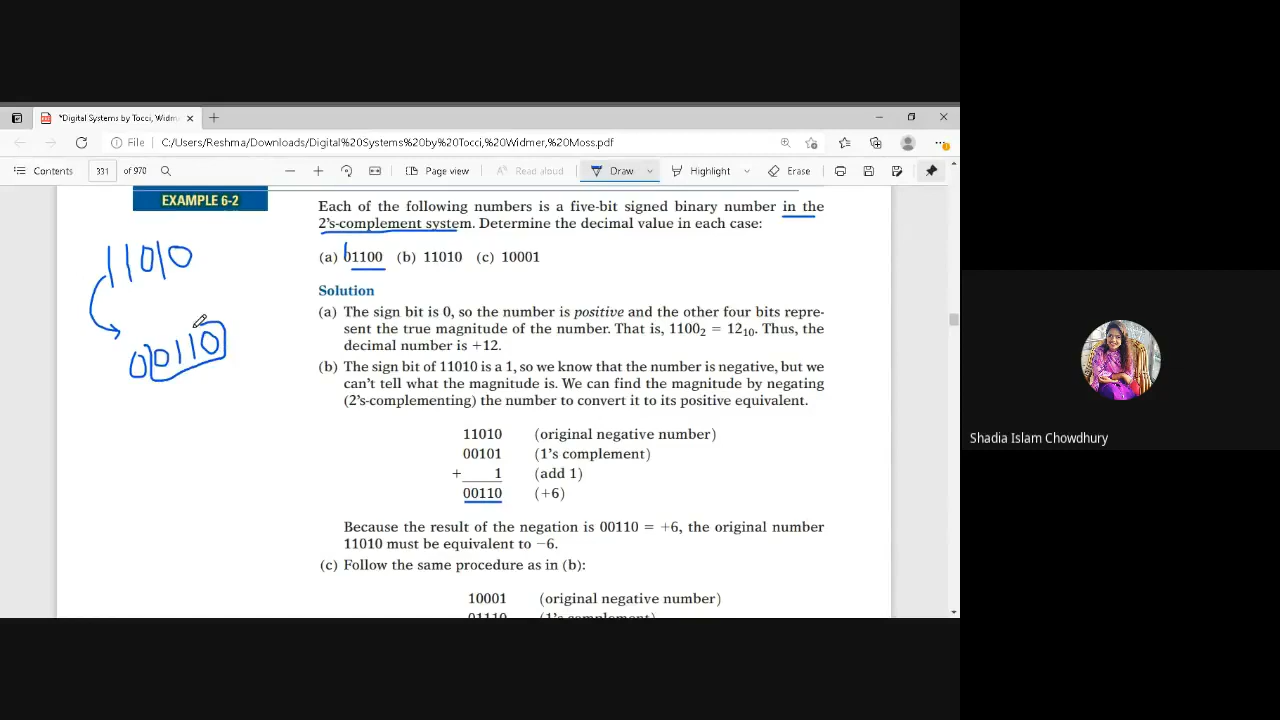 *Digital Systems by Tocci, Widm
File
C:/Users/Reshma/Downloads/Digital%20Systems%20by%20Tocci,%20Widmer,%20Moss.pdf
Contents
331 of 970
Page view
Read aloud
Draw
Highlight
Erase
EXAMPLE 6-2
Each of the following numbers is a five-bit signed binary number in the
2's-complement system. Determine the decimal value in each case:
(a) 01100 (b) 11010 (c) 10001
11010
00110
Solution
(a) The sign bit is 0, so the number is positive and the other four bits repre-
sent the true magnitude of the number. That is, 1100₂ = 12₁₀. Thus, the
decimal number is +12.
(b) The sign bit of 11010 is a 1, so we know that the number is negative, but we
can't tell what the magnitude is. We can find the magnitude by negating
(2's-complementing) the number to convert it to its positive equivalent.
11010 (original negative number)
00101 (1's complement)
+ 1 (add 1)
00110 (+6)
Because the result of the negation is 00110 = +6, the original number
11010 must be equivalent to −6.
(c) Follow the same procedure as in (b):
10001 (original negative number)
01110 (1's complement)
Shadia Islam Chowdhury